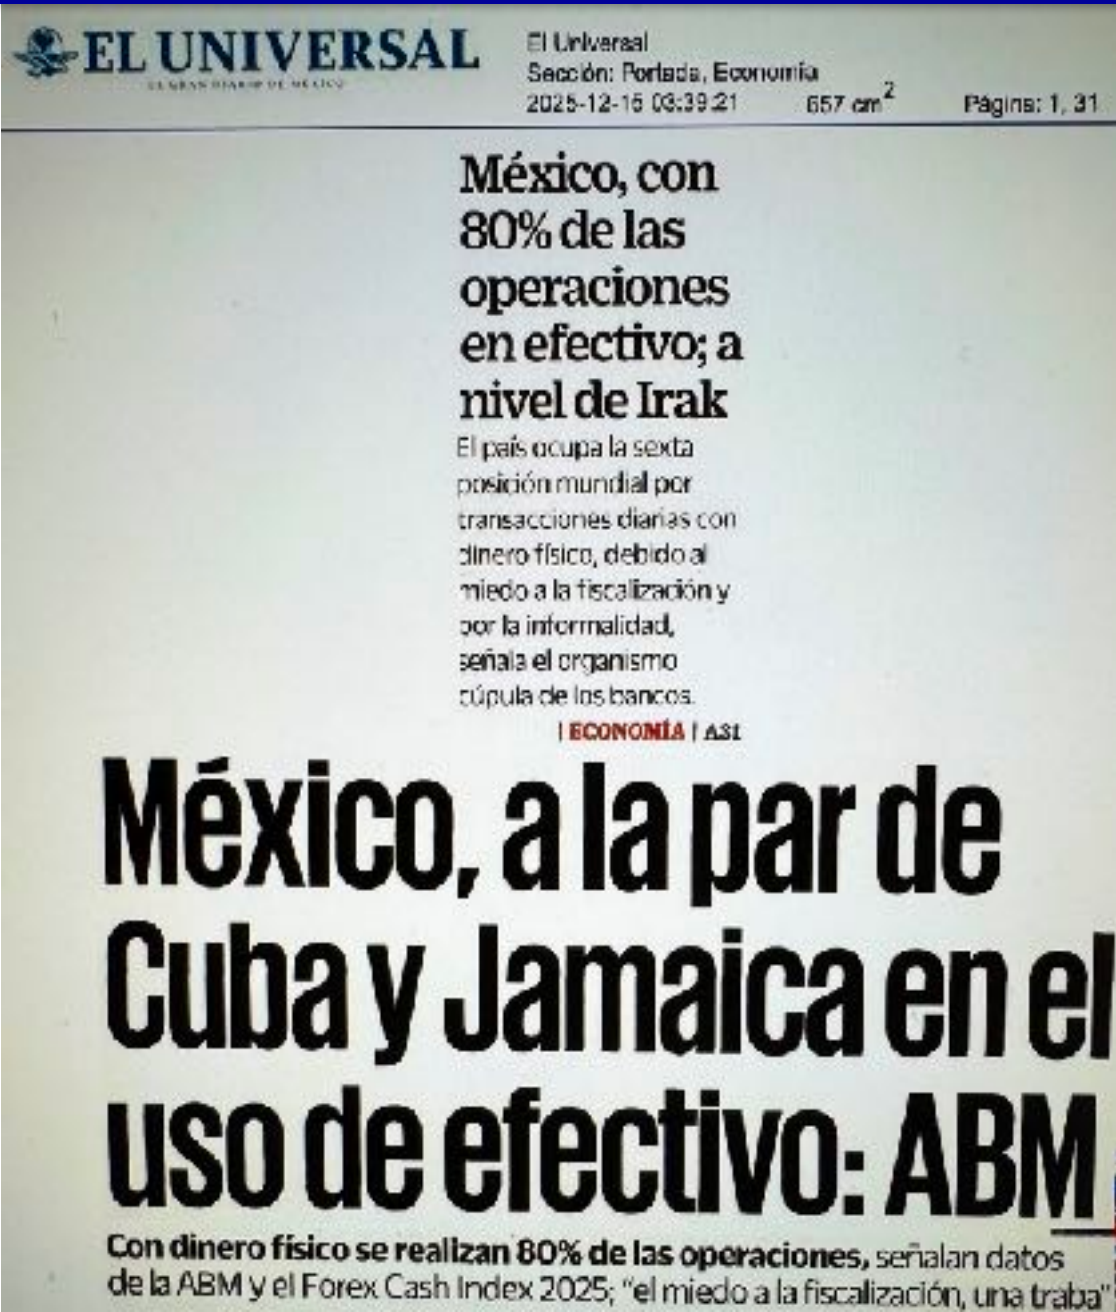 EL UNIVERSAL
EL GRAN DIARIO DE MÉXICO
El Universal
Sección: Portada, Economía
2025-12-15 03:39:21 657 cm2 Página: 1, 31
México, con
80% de las
operaciones
en efectivo; a
nivel de Irak
El país ocupa la sexta
posición mundial por
transacciones diarias con
dinero físico, debido al
miedo a la fiscalización y
por la informalidad,
señala el organismo
cúpula de los bancos.
| ECONOMÍA | A31
México, a la par de
Cuba y Jamaica en el
uso de efectivo: ABM
Con dinero físico se realizan 80% de las operaciones, señalan datos
de la ABM y el Forex Cash Index 2025; “el miedo a la fiscalización, una traba”